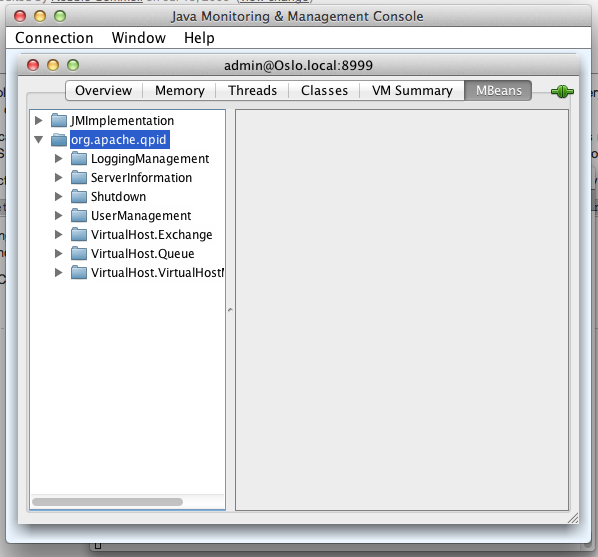 Java Monitoring & Management Console
Connection Window Help
admin@Oslo.local:8999
Overview Memory Threads Classes VM Summary MBeans
JMImplementation
org.apache.qpid
LoggingManagement
ServerInformation
Shutdown
UserManagement
VirtualHost.Exchange
VirtualHost.Queue
VirtualHost.VirtualHostM